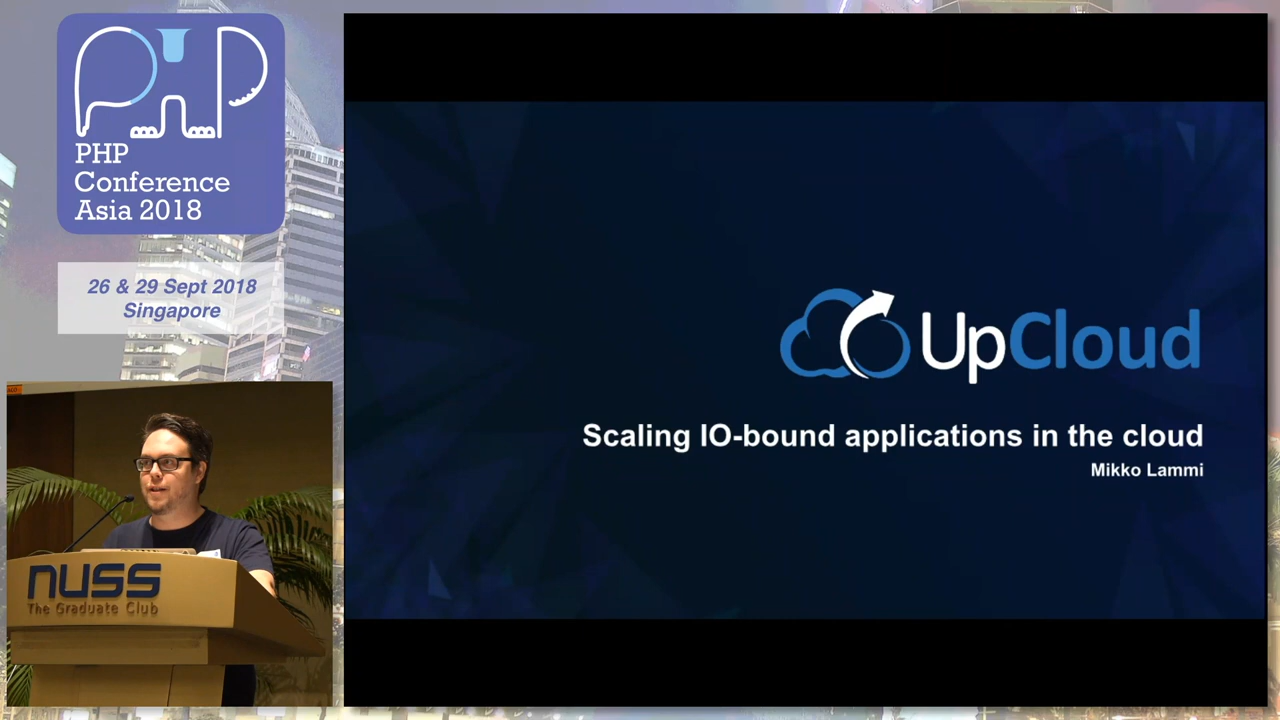 PHP
PHP
Conference
Asia 2018
26 & 29 Sept 2018
Singapore
UpCloud
Scaling IO-bound applications in the cloud
Mikko Lammi
nuss
The Graduate Club